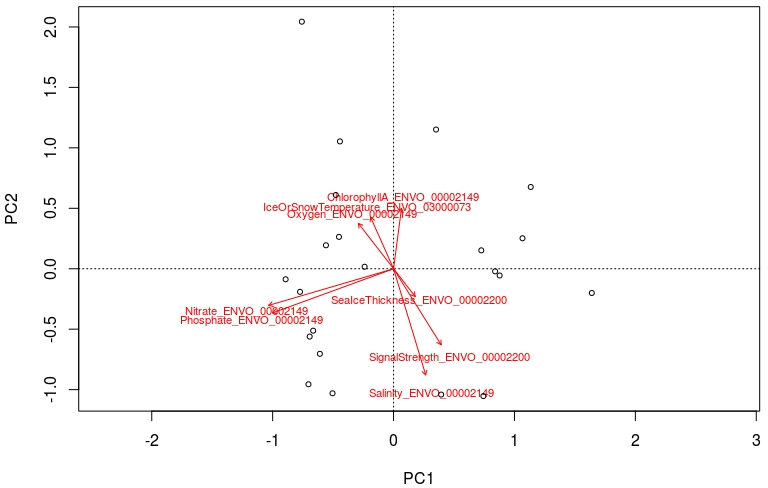 2.0
1.5
1.0
0.5
0.0
-0.5
-1.0
PC2
ChlorophyllA_ENVO_00002149
IceOrSnowTemperature_ENVO_03000073
Oxygen_ENVO_00002149
SeaIceThickness_ENVO_00002200
Nitrate_ENVO_00002149
Phosphate_ENVO_00002149
SignalStrength_ENVO_00002200
Salinity_ENVO_00002149
-2 -1 0 1 2 3
PC1